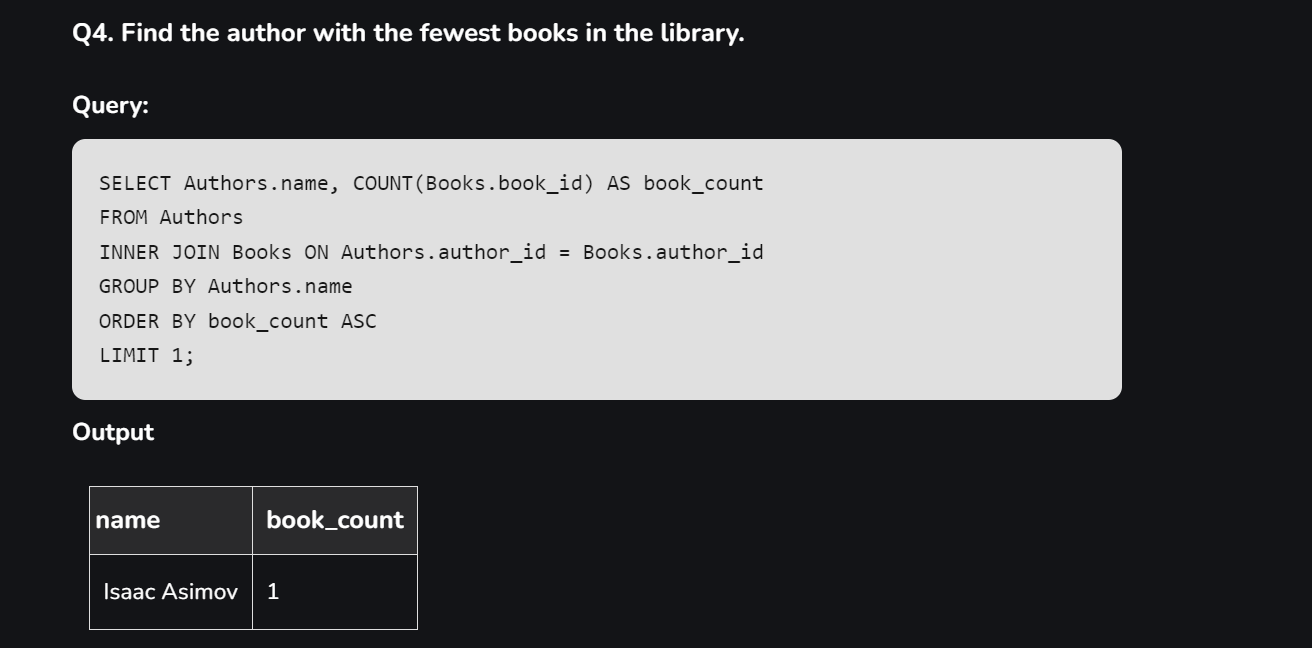 Q4. Find the author with the fewest books in the library.
Query:
SELECT Authors.name, COUNT(Books.book_id) AS book_count
FROM Authors
INNER JOIN Books ON Authors.author_id = Books.author_id
GROUP BY Authors.name
ORDER BY book_count ASC
LIMIT 1;
Output
name book_count
Isaac Asimov 1